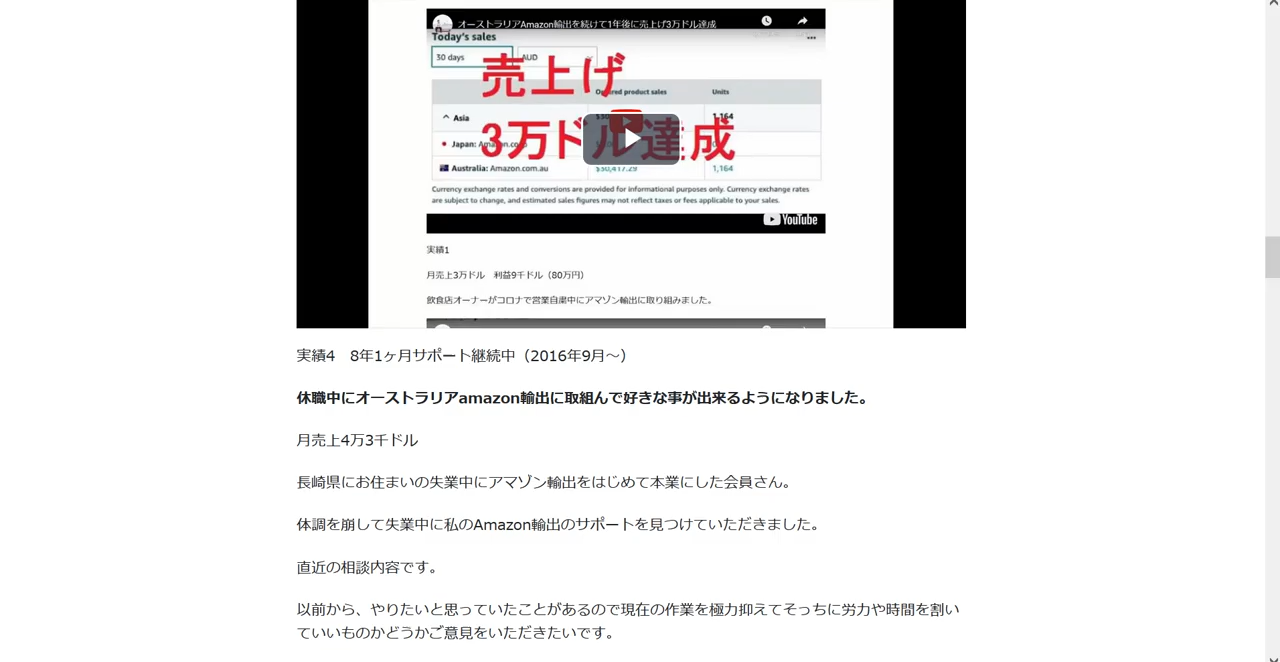 オーストラリアAmazon輸出を続けて1年後に売上げ3万ドル達成
Today's sales
30 days
AUD
売上げ
Ordered product sales
Units
Asia
1,164
3万ドル達成
Japan:
Australia: Amazon.com.au
$30,417.29
1,164
Currency exchange rates and conversions are provided for informational purposes only. Currency exchange rates
are subject to change, and estimated sales figures may not reflect taxes or fees applicable to your sales.
YouTube
実績1
月売上3万ドル 利益9千ドル（80万円）
飲食店オーナーがコロナで営業自粛中にアマゾン輸出に取り組みました。
実績4 8年1ヶ月サポート継続中（2016年9月～）
休職中にオーストラリアamazon輸出に取組んで好きな事が出来るようになりました。
月売上4万3千ドル
長崎県にお住まいの失業中にアマゾン輸出をはじめて本業にした会員さん。
体調を崩して失業中に私のAmazon輸出のサポートを見つけていただきました。
直近の相談内容です。
以前から、やりたいと思っていたことがあるので現在の作業を極力抑えてそっちに労力や時間を割い
ていいものかどうかご意見をいただきたいです。